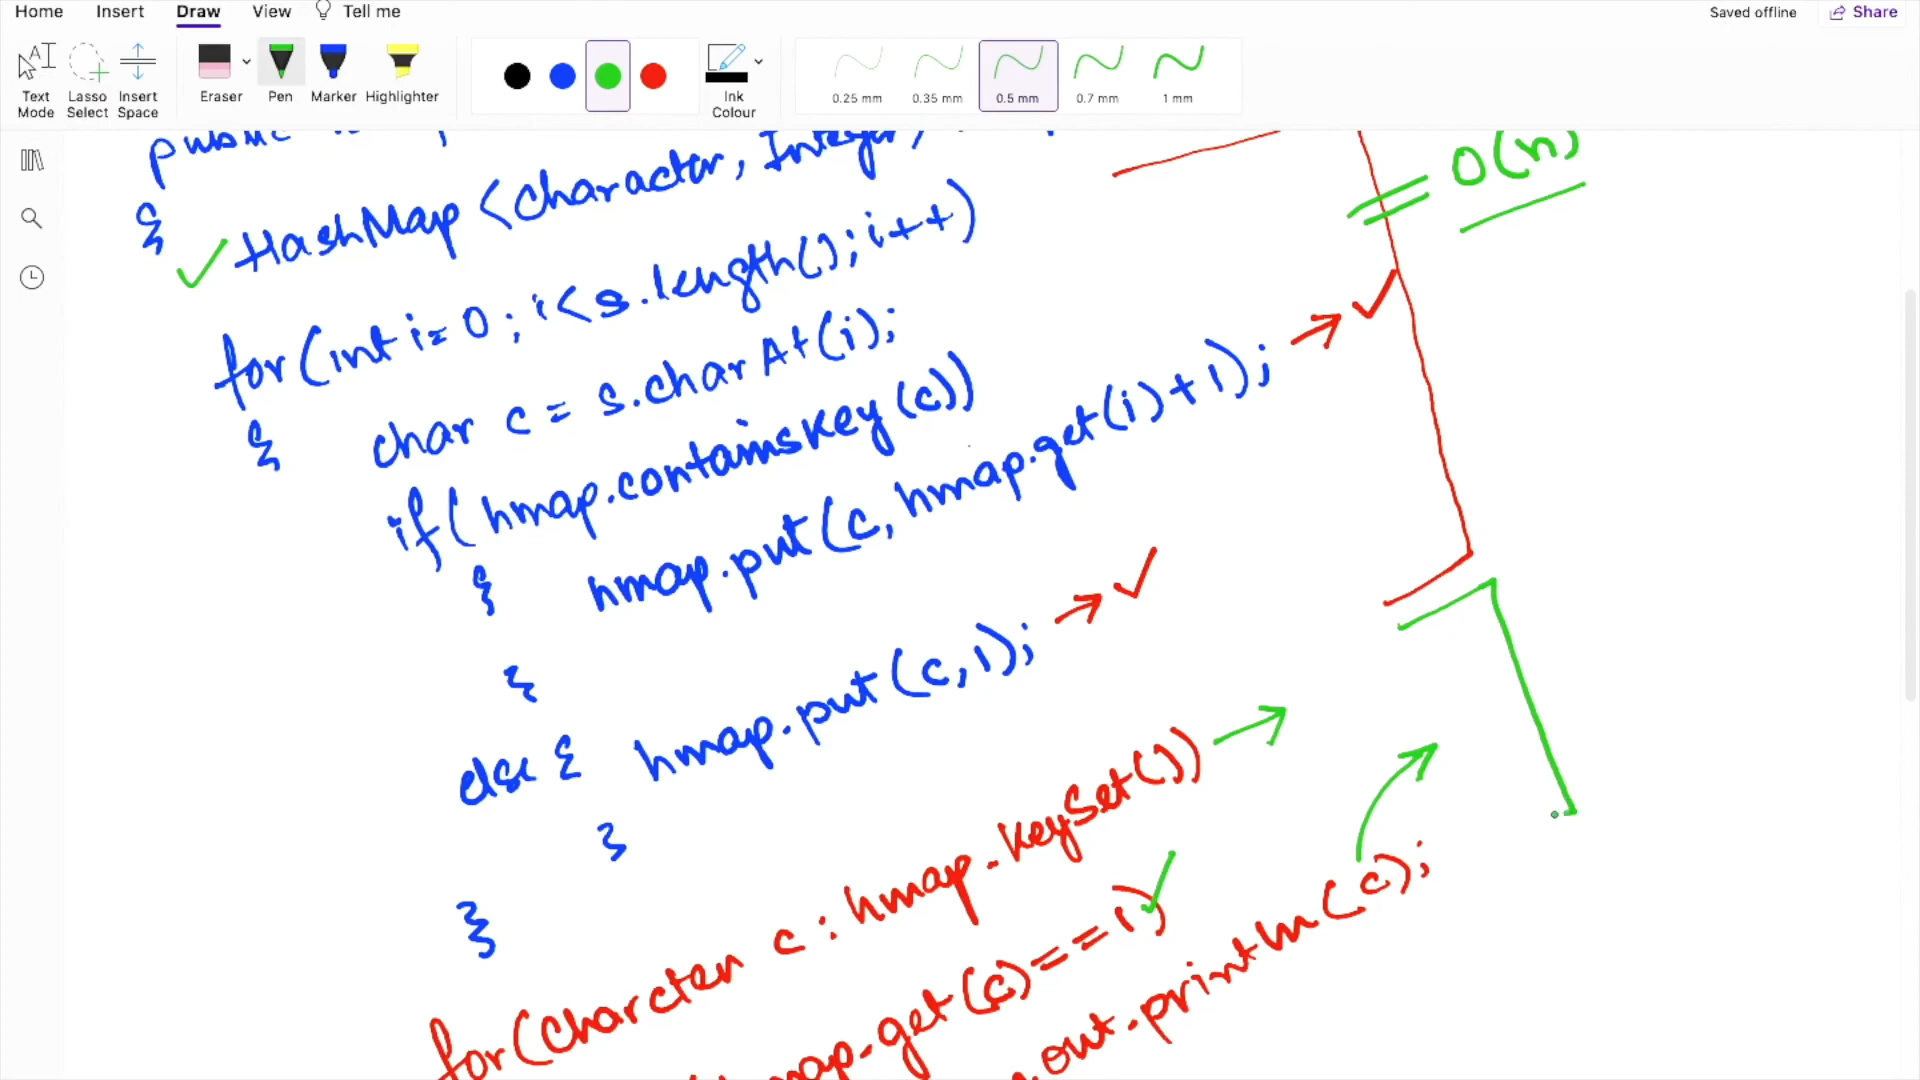 Home Insert Draw View Tell me Saved offline Share
Text Mode Lasso Select Insert Space Eraser Pen Marker Highlighter Ink Colour 0.25 mm 0.35 mm 0.5 mm 0.7 mm 1 mm
public
{ HashMap <Character, Integer>
O(n)
for(int i=0; i<s.length(); i++)
{ char c = s.charAt(i);
if(hmap.containsKey(c))
{ hmap.put(c, hmap.get(i)+1);
}
else { hmap.put(c,1);
}
}
for(Charcter c : hmap.KeySet())
map.get(c)==1)
.out.println(c);